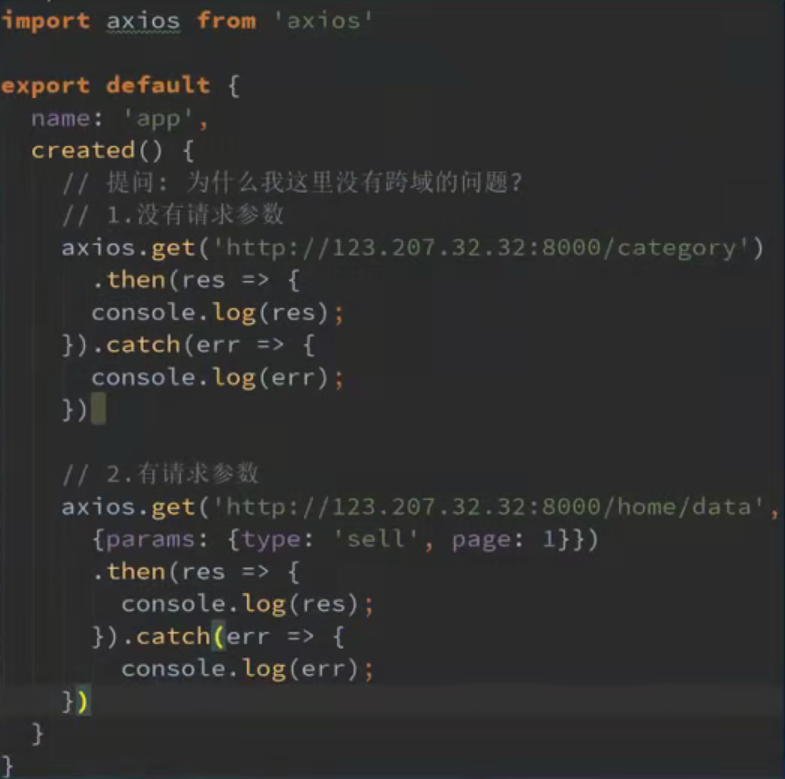 import axios from 'axios'
export default {
  name: 'app',
  created() {
    // 提问: 为什么我这里没有跨域的问题?
    // 1.没有请求参数
    axios.get('http://123.207.32.32:8000/category')
      .then(res => {
      console.log(res);
    }).catch(err => {
      console.log(err);
    })
    // 2.有请求参数
    axios.get('http://123.207.32.32:8000/home/data',
      {params: {type: 'sell', page: 1}})
      .then(res => {
        console.log(res);
      }).catch(err => {
        console.log(err);
    })
  }
}